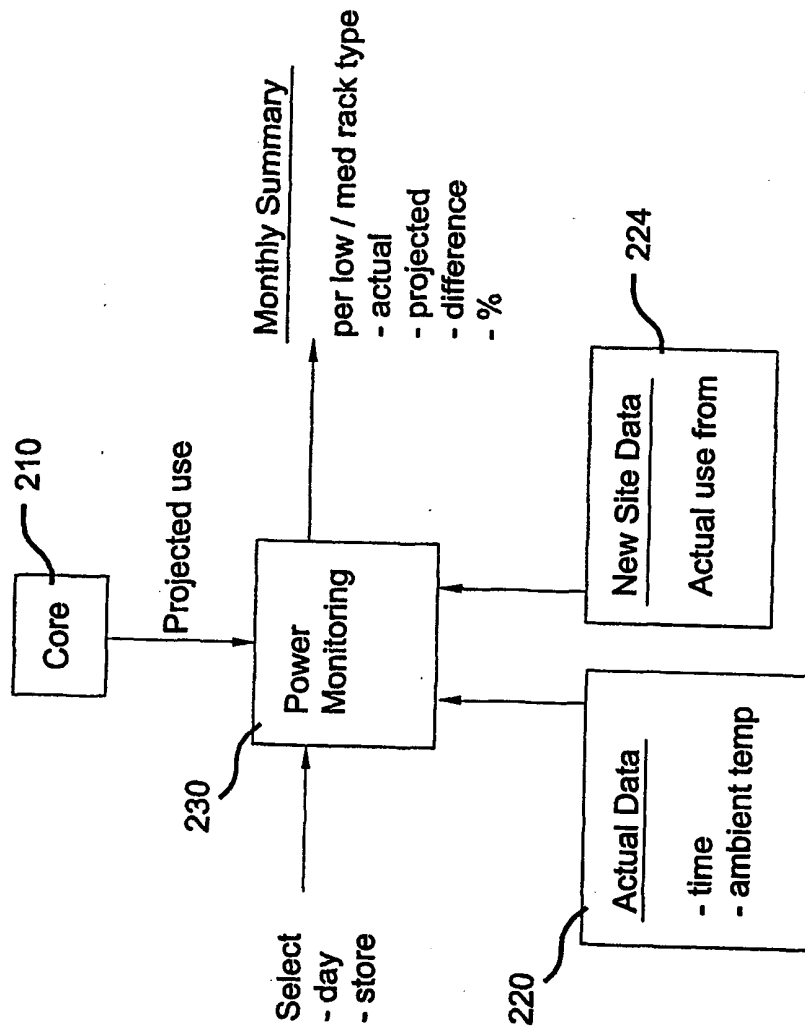 210
Core
Projected use
230
Power
Monitoring
Select
- day
- store
Monthly Summary
per low / med rack type
- actual
- projected
- difference
- %
220
Actual Data
- time
- ambient temp
224
New Site Data
Actual use from